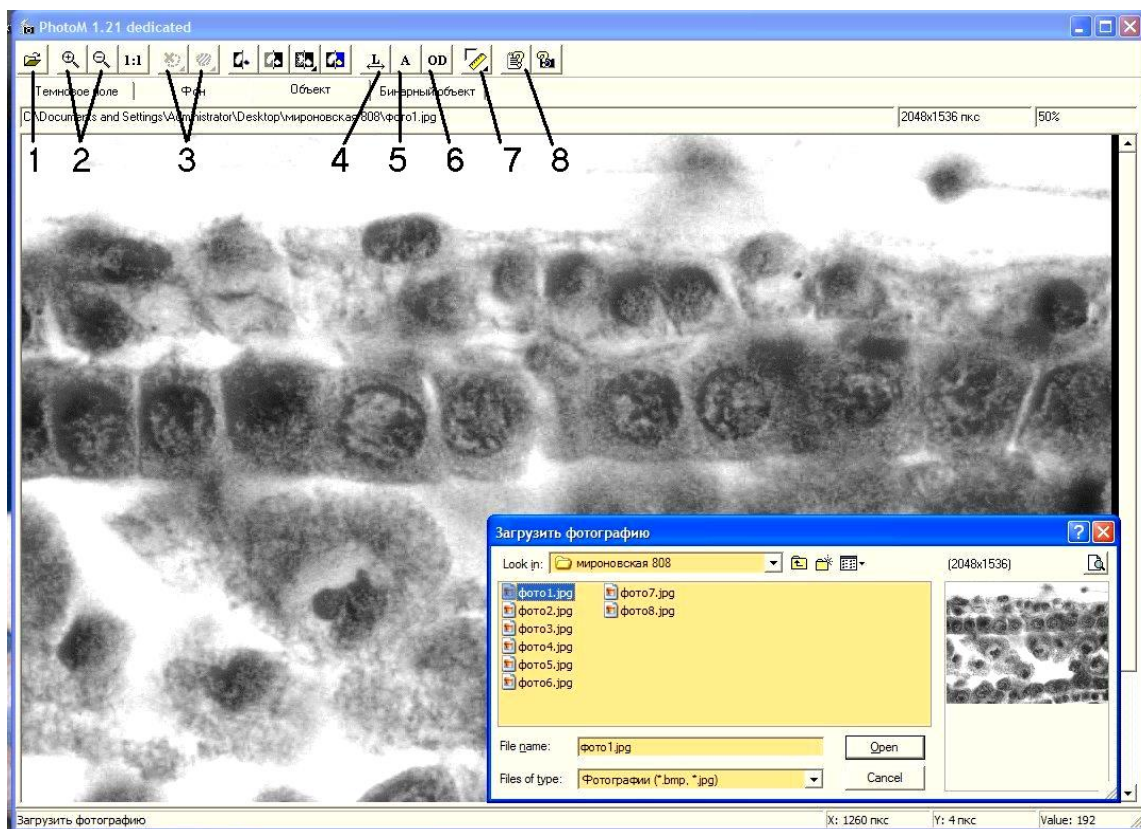 PhotoM 1.21 dedicated
1:1
L A OD
Темновое поле Фон Объект Бинарный объект
C:\Documents and Settings\Administrator\Desktop\мироновская 808\фото1.jpg 2048x1536 пкс 50%
1 2 3 4 5 6 7 8
Загрузить фотографию
Look in: мироновская 808 (2048x1536)
фото1.jpg фото7.jpg
фото2.jpg фото8.jpg
фото3.jpg
фото4.jpg
фото5.jpg
фото6.jpg
File name: фото1.jpg Open
Files of type: Фотографии (*.bmp, *.jpg) Cancel
Загрузить фотографию X: 1260 пкс Y: 4 пкс Value: 192